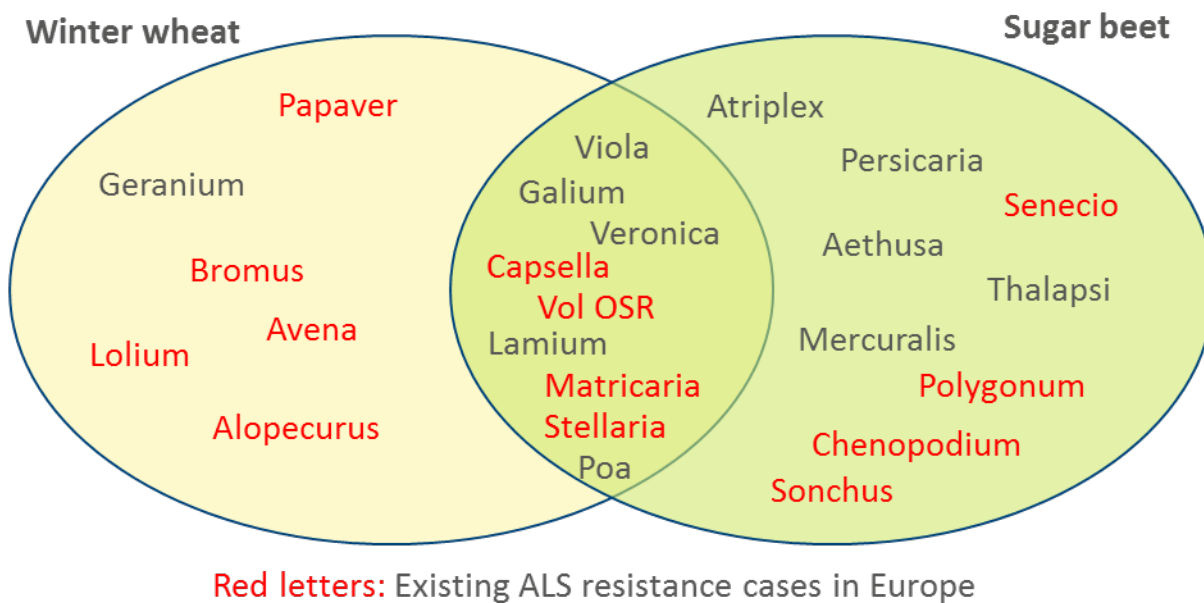 Winter wheat
Sugar beet
Papaver
Geranium
Bromus
Avena
Lolium
Alopecurus
Viola
Galium
Veronica
Capsella
Vol OSR
Lamium
Matricaria
Stellaria
Poa
Atriplex
Persicaria
Senecio
Aethusa
Thalapsi
Mercuralis
Polygonum
Chenopodium
Sonchus
Red letters: Existing ALS resistance cases in Europe